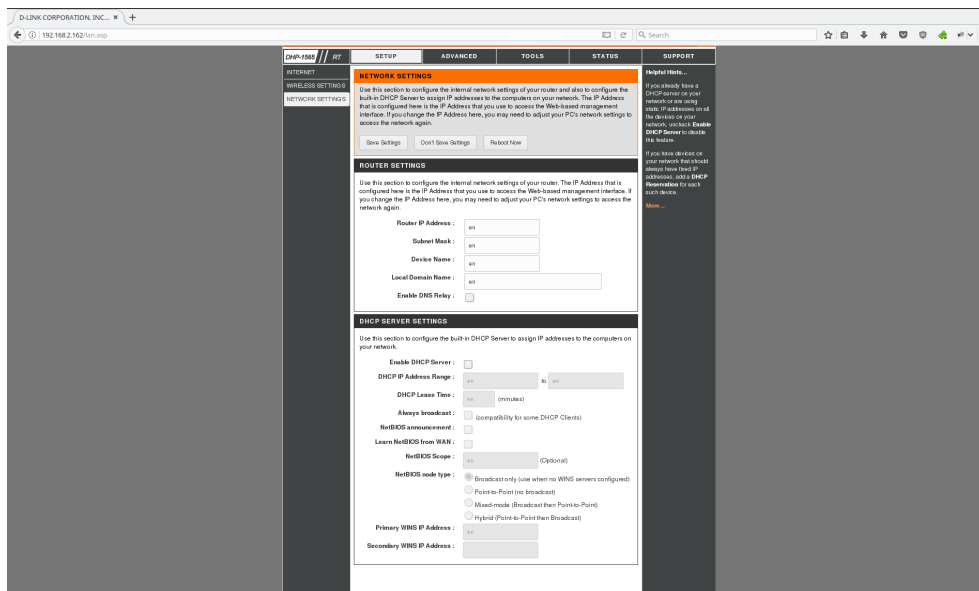 D-LINK CORPORATION, INC...
192.168.2.162/lan.asp
Search
DHP-1565 // RT
SETUP
ADVANCED
TOOLS
STATUS
SUPPORT
INTERNET
WIRELESS SETTINGS
NETWORK SETTINGS
NETWORK SETTINGS
Use this section to configure the internal network settings of your router and also to configure the
built-in DHCP Server to assign IP addresses to the computers on your network. The IP Address
that is configured here is the IP Address that you use to access the Web-based management
interface. If you change the IP Address here, you may need to adjust your PC's network settings to
access the network again.
Save Settings
Don't Save Settings
Reboot Now
ROUTER SETTINGS
Use this section to configure the internal network settings of your router. The IP Address that is
configured here is the IP Address that you use to access the Web-based management interface. If
you change the IP Address here, you may need to adjust your PC's network settings to access the
network again.
Router IP Address : en
Subnet Mask : en
Device Name : en
Local Domain Name : en
Enable DNS Relay :
DHCP SERVER SETTINGS
Use this section to configure the built-in DHCP Server to assign IP addresses to the computers on
your network.
Enable DHCP Server :
DHCP IP Address Range : en to en
DHCP Lease Time : en (minutes)
Always broadcast : (compatibility for some DHCP Clients)
NetBIOS announcement :
Learn NetBIOS from WAN :
NetBIOS Scope : en (Optional)
NetBIOS node type : Broadcast only (use when no WINS servers configured)
Point-to-Point (no broadcast)
Mixed-mode (Broadcast then Point-to-Point)
Hybrid (Point-to-Point then Broadcast)
Primary WINS IP Address : en
Secondary WINS IP Address :
Helpful Hints...
If you already have a
DHCP server on your
network or are using
static IP addresses on all
the devices on your
network, uncheck Enable
DHCP Server to disable
this feature.
If you have devices on
your network that should
always have fixed IP
addresses, add a DHCP
Reservation for each
such device.
More...